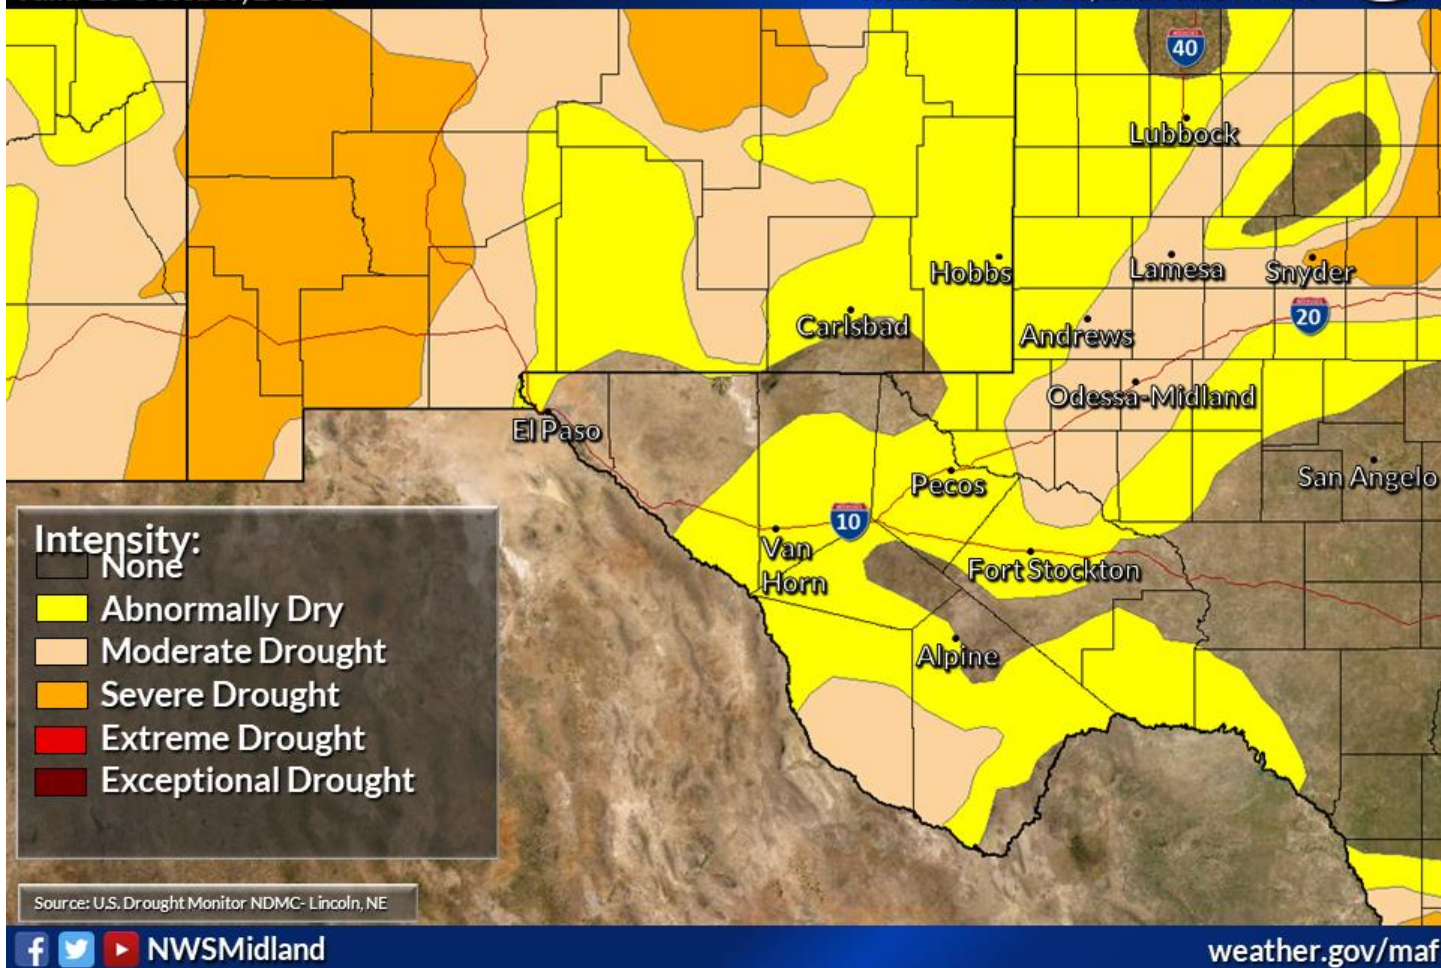 40
Lubbock
Hobbs
Lamesa
Snyder
Carlsbad
Andrews
20
Odessa-Midland
El Paso
San Angelo
Pecos
10
Van
Horn
Fort Stockton
Alpine
Intensity:
None
Abnormally Dry
Moderate Drought
Severe Drought
Extreme Drought
Exceptional Drought
Source: U.S. Drought Monitor NDMC- Lincoln, NE
NWSMidland
weather.gov/maf